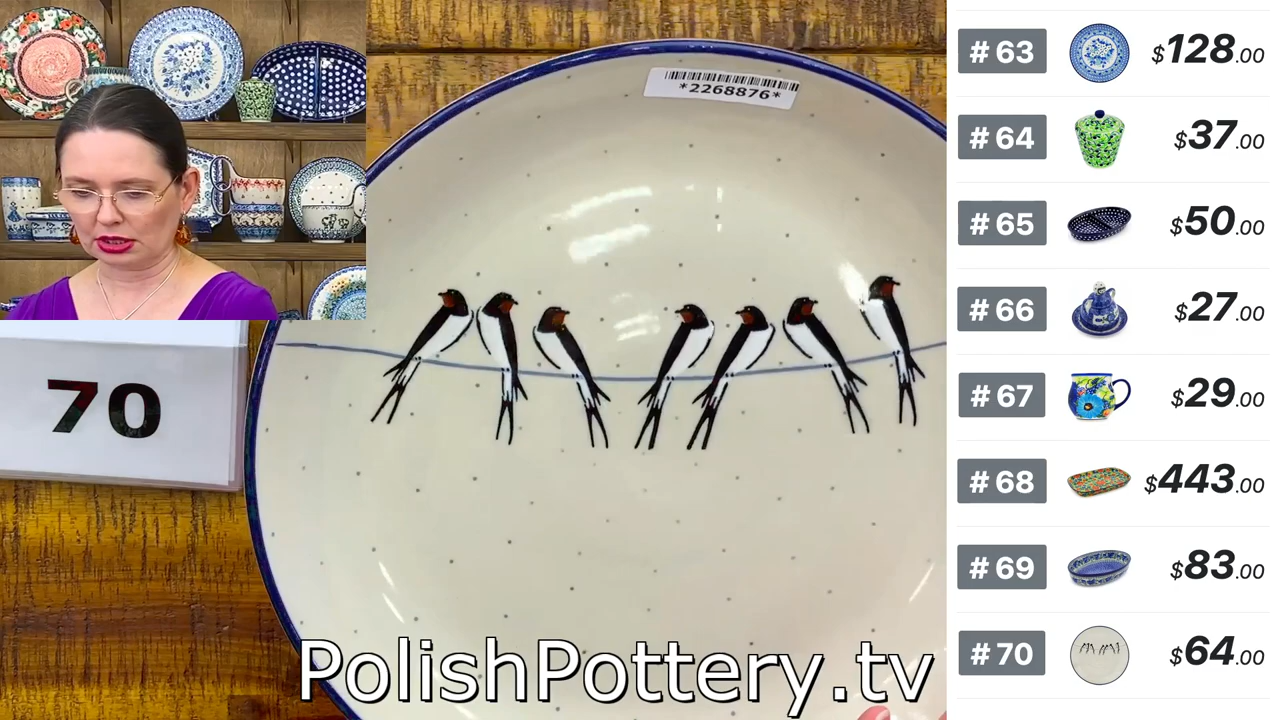 *2268876*
70
PolishPottery.tv
# 63 $128.00
# 64 $37.00
# 65 $50.00
# 66 $27.00
# 67 $29.00
# 68 $443.00
# 69 $83.00
# 70 $64.00